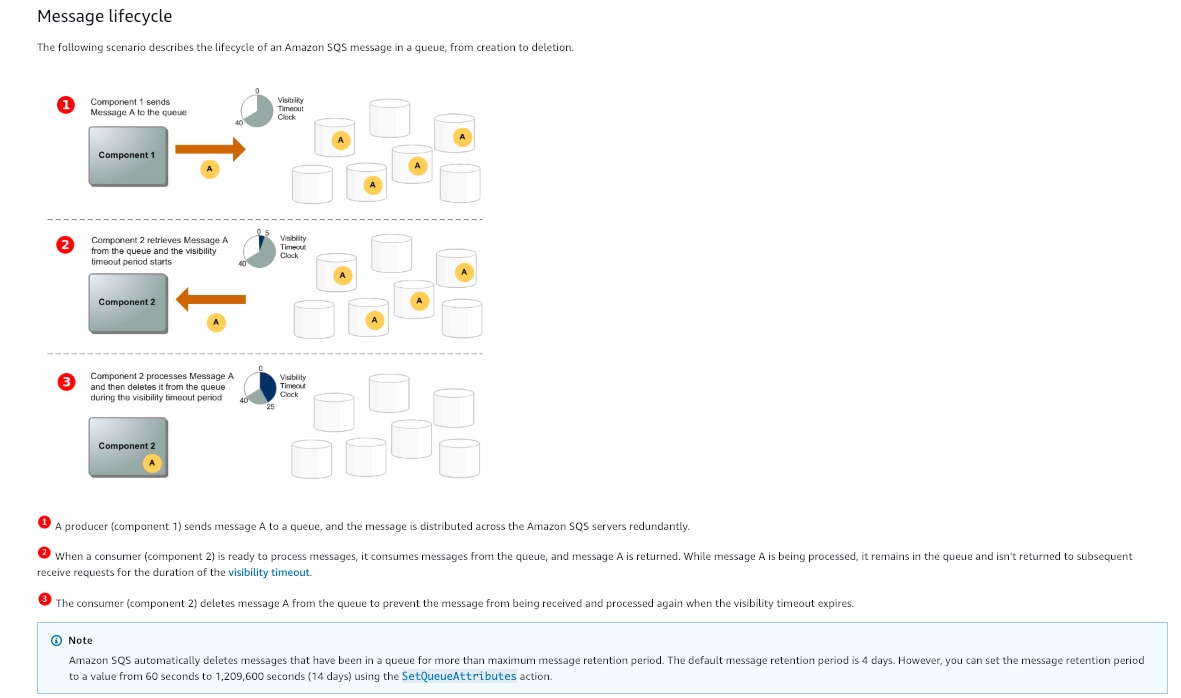 Message lifecycle
The following scenario describes the lifecycle of an Amazon SQS message in a queue, from creation to deletion.
1
Component 1 sends
Message A to the queue
0
40
Visibility
Timeout
Clock
Component 1
A
A
A
A
A
2
Component 2 retrieves Message A
from the queue and the visibility
timeout period starts
0 5
40
Visibility
Timeout
Clock
Component 2
A
A
A
A
A
3
Component 2 processes Message A
and then deletes it from the queue
during the visibility timeout period
0
40
25
Visibility
Timeout
Clock
Component 2
A
1 A producer (component 1) sends message A to a queue, and the message is distributed across the Amazon SQS servers redundantly.
2 When a consumer (component 2) is ready to process messages, it consumes messages from the queue, and message A is returned. While message A is being processed, it remains in the queue and isn't returned to subsequent
receive requests for the duration of the visibility timeout.
3 The consumer (component 2) deletes message A from the queue to prevent the message from being received and processed again when the visibility timeout expires.
Note
Amazon SQS automatically deletes messages that have been in a queue for more than maximum message retention period. The default message retention period is 4 days. However, you can set the message retention period
to a value from 60 seconds to 1,209,600 seconds (14 days) using the SetQueueAttributes action.